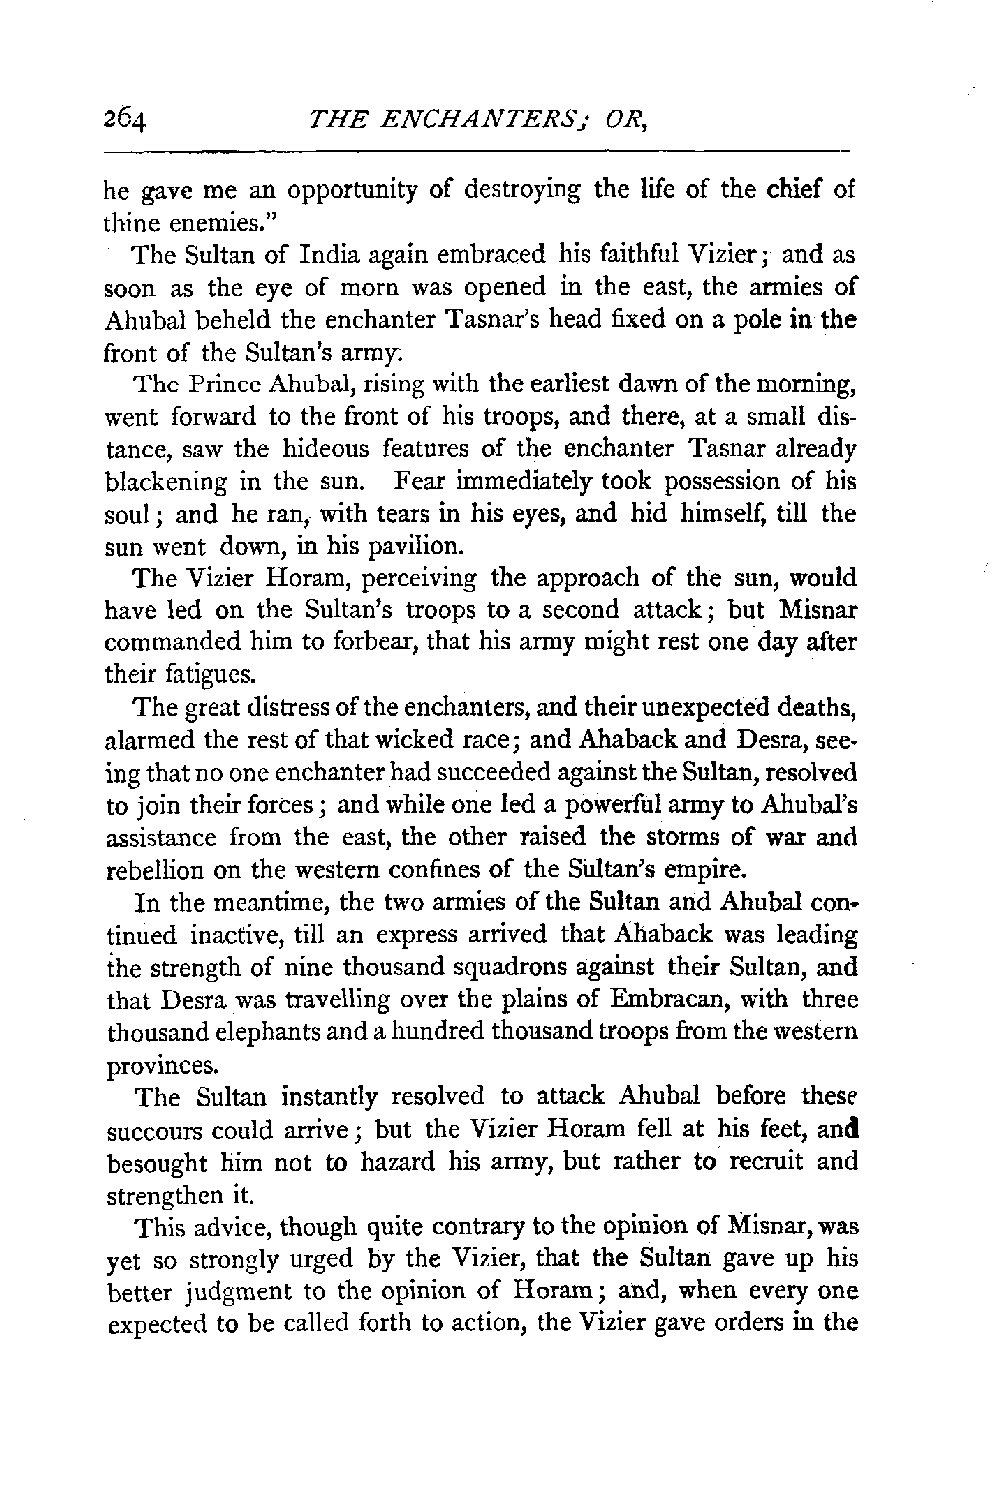 264 THE ENCHANTERS; OR,
he gave me an opportunity of destroying the life of the chief of
thine enemies."
The Sultan of India again embraced his faithful Vizier; and as
soon as the eye of morn was opened in the east, the armies of
Ahubal beheld the enchanter Tasnar's head fixed on a pole in the
front of the Sultan's army.
The Prince Ahubal, rising with the earliest dawn of the morning,
went forward to the front of his troops, and there, at a small dis-
tance, saw the hideous features of the enchanter Tasnar already
blackening in the sun. Fear immediately took possession of his
soul; and he ran, with tears in his eyes, and hid himself, till the
sun went down, in his pavilion.
The Vizier Horam, perceiving the approach of the sun, would
have led on the Sultan's troops to a second attack; but Misnar
commanded him to forbear, that his army might rest one day after
their fatigues.
The great distress of the enchanters, and their unexpected deaths,
alarmed the rest of that wicked race; and Ahaback and Desra, see-
ing that no one enchanter had succeeded against the Sultan, resolved
to join their forces; and while one led a powerful army to Ahubal's
assistance from the east, the other raised the storms of war and
rebellion on the western confines of the Sultan's empire.
In the meantime, the two armies of the Sultan and Ahubal con-
tinued inactive, till an express arrived that Ahaback was leading
the strength of nine thousand squadrons against their Sultan, and
that Desra was travelling over the plains of Embracan, with three
thousand elephants and a hundred thousand troops from the western
provinces.
The Sultan instantly resolved to attack Ahubal before these
succours could arrive; but the Vizier Horam fell at his feet, and
besought him not to hazard his army, but rather to recruit and
strengthen it.
This advice, though quite contrary to the opinion of Misnar, was
yet so strongly urged by the Vizier, that the Sultan gave up his
better judgment to the opinion of Horam; and, when every one
expected to be called forth to action, the Vizier gave orders in the